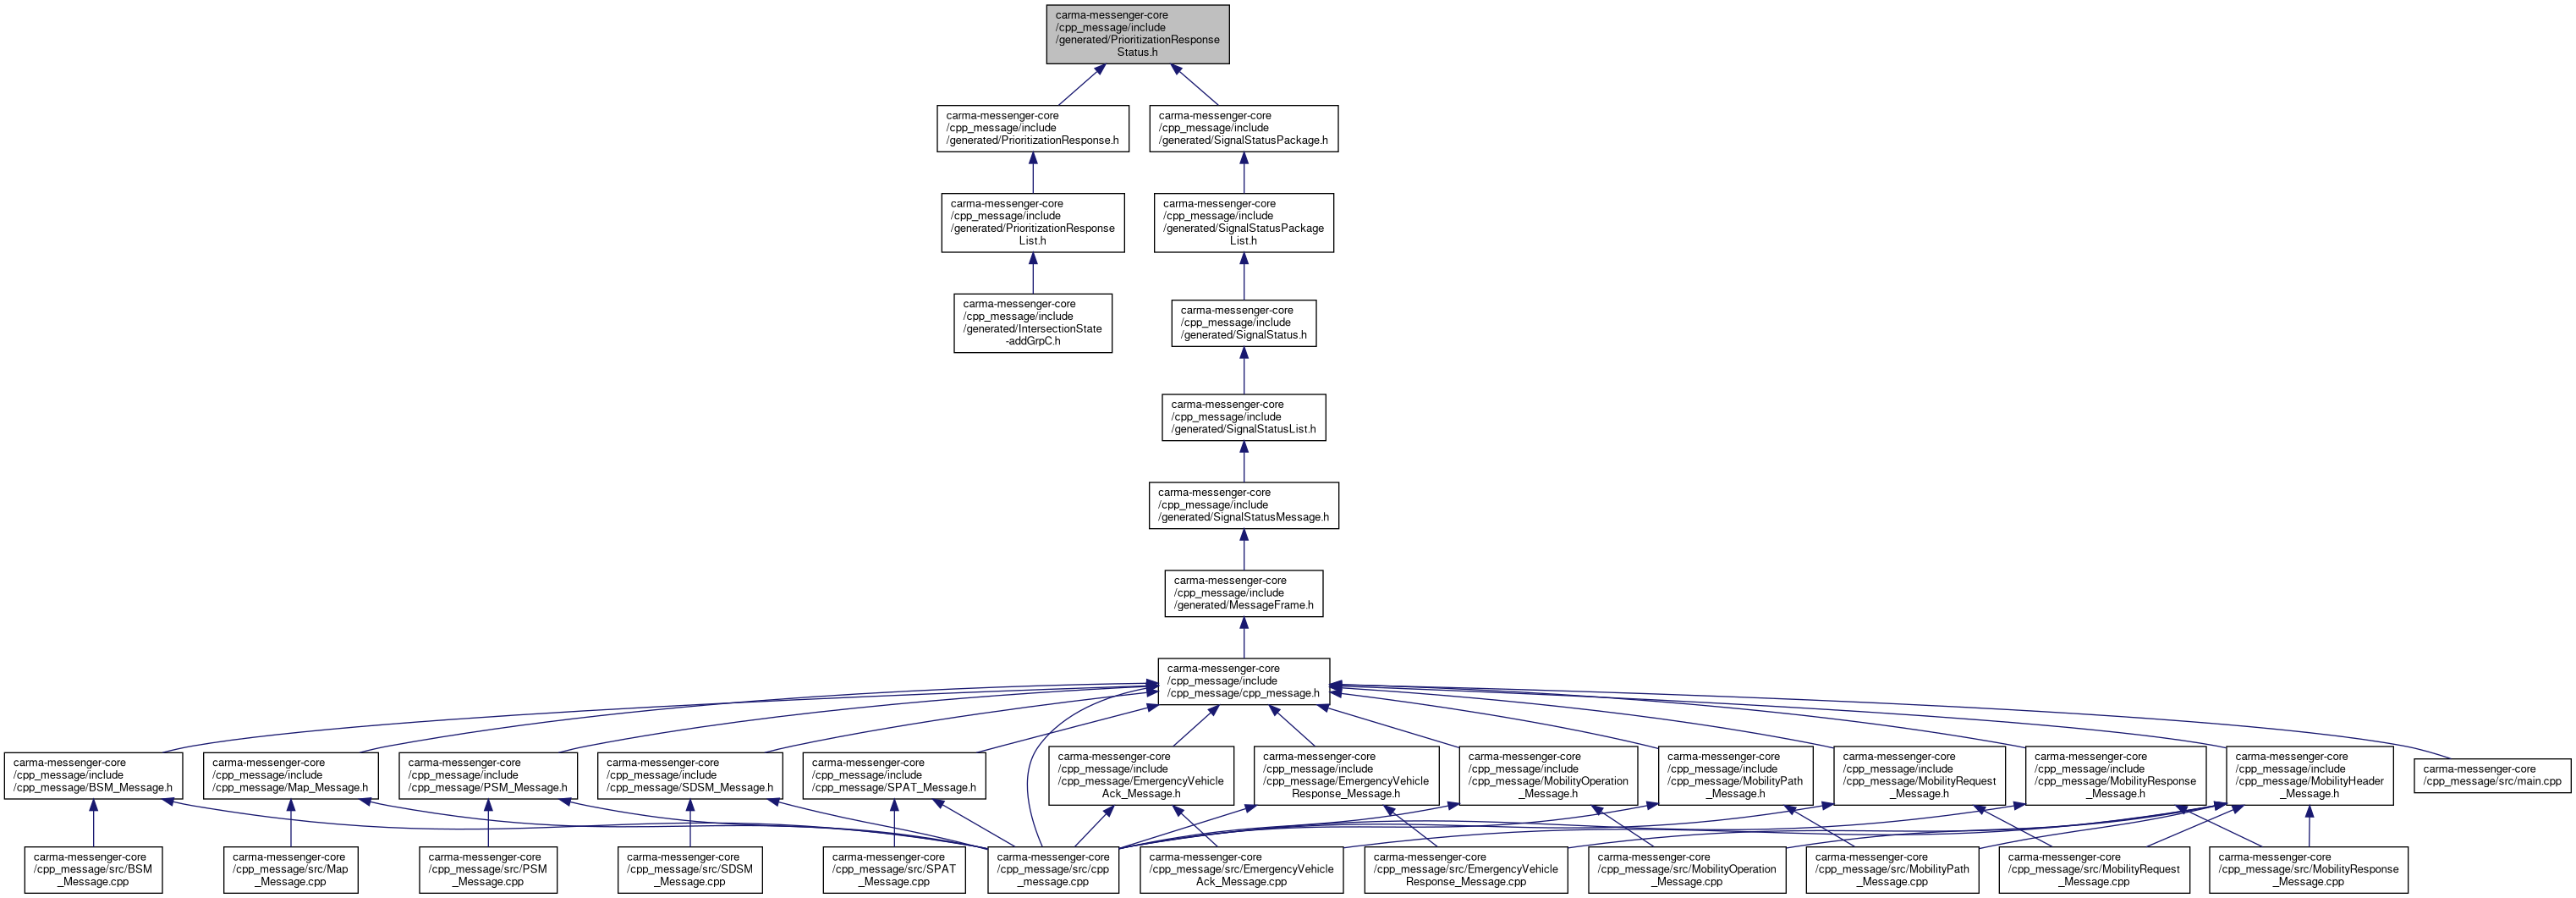 carma-messenger-core
/cpp_message/include
/generated/PrioritizationResponse
Status.h
carma-messenger-core
/cpp_message/include
/generated/PrioritizationResponse.h
carma-messenger-core
/cpp_message/include
/generated/SignalStatusPackage.h
carma-messenger-core
/cpp_message/include
/generated/PrioritizationResponse
List.h
carma-messenger-core
/cpp_message/include
/generated/SignalStatusPackage
List.h
carma-messenger-core
/cpp_message/include
/generated/IntersectionState
-addGrpC.h
carma-messenger-core
/cpp_message/include
/generated/SignalStatus.h
carma-messenger-core
/cpp_message/include
/generated/SignalStatusList.h
carma-messenger-core
/cpp_message/include
/generated/SignalStatusMessage.h
carma-messenger-core
/cpp_message/include
/generated/MessageFrame.h
carma-messenger-core
/cpp_message/include
/cpp_message/cpp_message.h
carma-messenger-core
/cpp_message/include
/cpp_message/BSM_Message.h
carma-messenger-core
/cpp_message/include
/cpp_message/Map_Message.h
carma-messenger-core
/cpp_message/include
/cpp_message/PSM_Message.h
carma-messenger-core
/cpp_message/include
/cpp_message/SDSM_Message.h
carma-messenger-core
/cpp_message/include
/cpp_message/SPAT_Message.h
carma-messenger-core
/cpp_message/include
/cpp_message/EmergencyVehicle
Ack_Message.h
carma-messenger-core
/cpp_message/include
/cpp_message/EmergencyVehicle
Response_Message.h
carma-messenger-core
/cpp_message/include
/cpp_message/MobilityOperation
_Message.h
carma-messenger-core
/cpp_message/include
/cpp_message/MobilityPath
_Message.h
carma-messenger-core
/cpp_message/include
/cpp_message/MobilityRequest
_Message.h
carma-messenger-core
/cpp_message/include
/cpp_message/MobilityResponse
_Message.h
carma-messenger-core
/cpp_message/include
/cpp_message/MobilityHeader
_Message.h
carma-messenger-core
/cpp_message/src/main.cpp
carma-messenger-core
/cpp_message/src/BSM
_Message.cpp
carma-messenger-core
/cpp_message/src/Map
_Message.cpp
carma-messenger-core
/cpp_message/src/PSM
_Message.cpp
carma-messenger-core
/cpp_message/src/SDSM
_Message.cpp
carma-messenger-core
/cpp_message/src/SPAT
_Message.cpp
carma-messenger-core
/cpp_message/src/cpp
_message.cpp
carma-messenger-core
/cpp_message/src/EmergencyVehicle
Ack_Message.cpp
carma-messenger-core
/cpp_message/src/EmergencyVehicle
Response_Message.cpp
carma-messenger-core
/cpp_message/src/MobilityOperation
_Message.cpp
carma-messenger-core
/cpp_message/src/MobilityPath
_Message.cpp
carma-messenger-core
/cpp_message/src/MobilityRequest
_Message.cpp
carma-messenger-core
/cpp_message/src/MobilityResponse
_Message.cpp